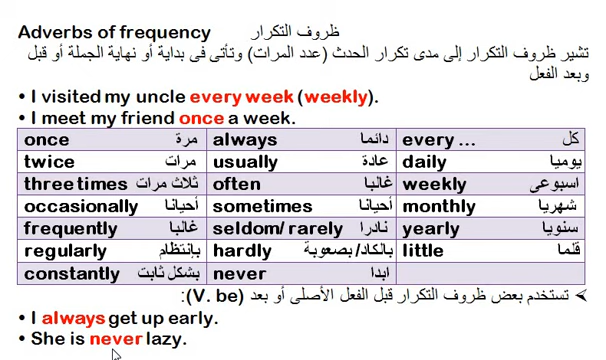 Adverbs of frequency ظروف التكرار
تشير ظروف التكرار إلى مدى تكرار الحدث (عدد المرات) وتأتى فى بداية أو نهاية الجملة أو قبل
وبعد الفعل
• I visited my uncle every week (weekly).
• I meet my friend once a week.
once مرة always دائما every ... كل
twice مرات usually عادة daily يوميا
three times ثلاث مرات often غالبا weekly اسبوعى
occasionally أحيانا sometimes أحيانا monthly شهريا
frequently غالبا seldom/ rarely نادرا yearly سنويا
regularly بإنتظام hardly بالكاد/ بصعوبة little قلما
constantly بشكل ثابت never ابدا
➢ تستخدم بعض ظروف التكرار قبل الفعل الأصلى أو بعد (V. be):
• I always get up early.
• She is never lazy.